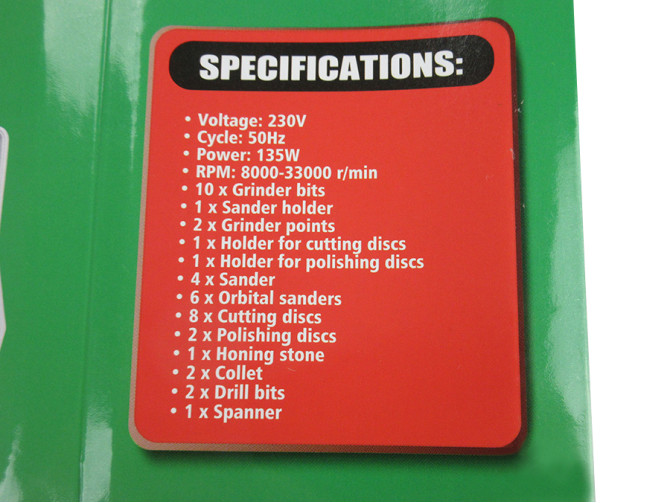 SPECIFICATIONS:
• Voltage: 230V
• Cycle: 50Hz
• Power: 135W
• RPM: 8000-33000 r/min
• 10 x Grinder bits
• 1 x Sander holder
• 2 x Grinder points
• 1 x Holder for cutting discs
• 1 x Holder for polishing discs
• 4 x Sander
• 6 x Orbital sanders
• 8 x Cutting discs
• 2 x Polishing discs
• 1 x Honing stone
• 2 x Collet
• 2 x Drill bits
• 1 x Spanner